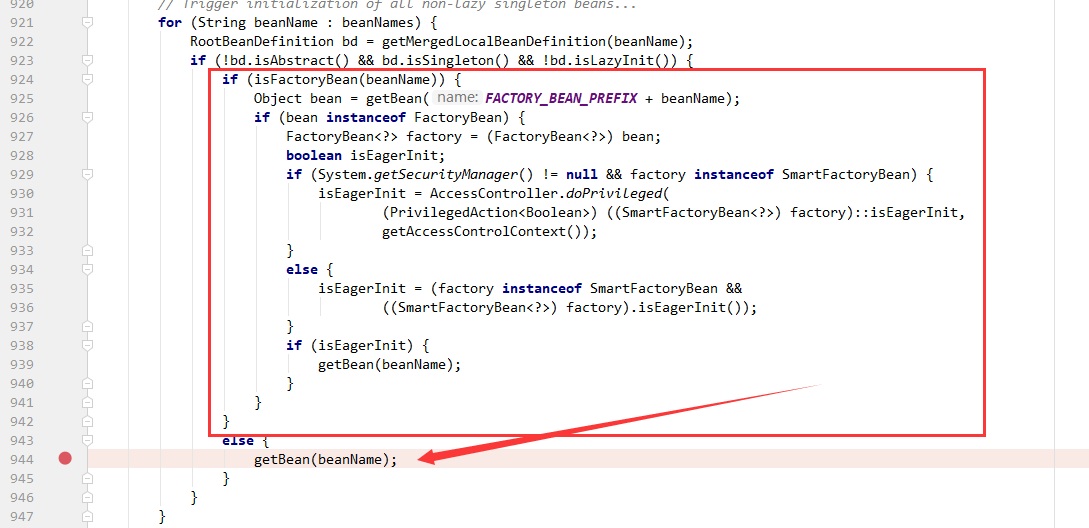 920 // Trigger initialization of all non-lazy singleton beans...
921 for (String beanName : beanNames) {
922 RootBeanDefinition bd = getMergedLocalBeanDefinition(beanName);
923 if (!bd.isAbstract() && bd.isSingleton() && !bd.isLazyInit()) {
924 if (isFactoryBean(beanName)) {
925 Object bean = getBean( name: FACTORY_BEAN_PREFIX + beanName);
926 if (bean instanceof FactoryBean) {
927 FactoryBean<?> factory = (FactoryBean<?>) bean;
928 boolean isEagerInit;
929 if (System.getSecurityManager() != null && factory instanceof SmartFactoryBean) {
930 isEagerInit = AccessController.doPrivileged(
931 (PrivilegedAction<Boolean>) ((SmartFactoryBean<?>) factory)::isEagerInit,
932 getAccessControlContext());
933 }
934 else {
935 isEagerInit = (factory instanceof SmartFactoryBean &&
936 ((SmartFactoryBean<?>) factory).isEagerInit());
937 }
938 if (isEagerInit) {
939 getBean(beanName);
940 }
941 }
942 }
943 else {
944 getBean(beanName);
945 }
946 }
947 }